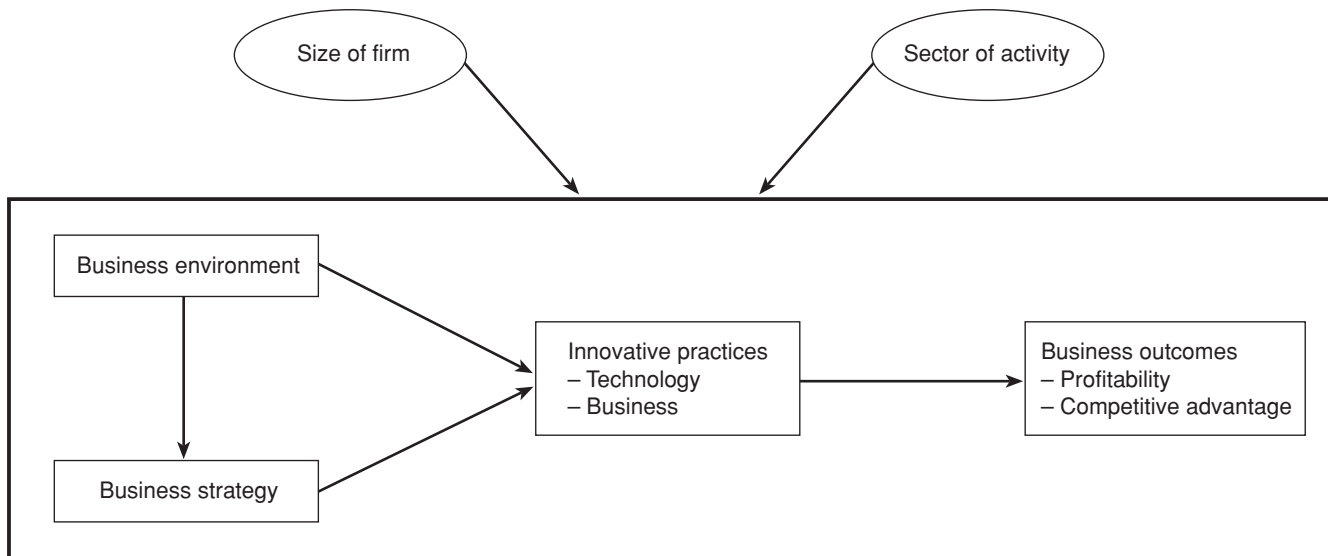 Size of firm
Sector of activity
Business environment
Innovative practices
– Technology
– Business
Business outcomes
– Profitability
– Competitive advantage
Business strategy